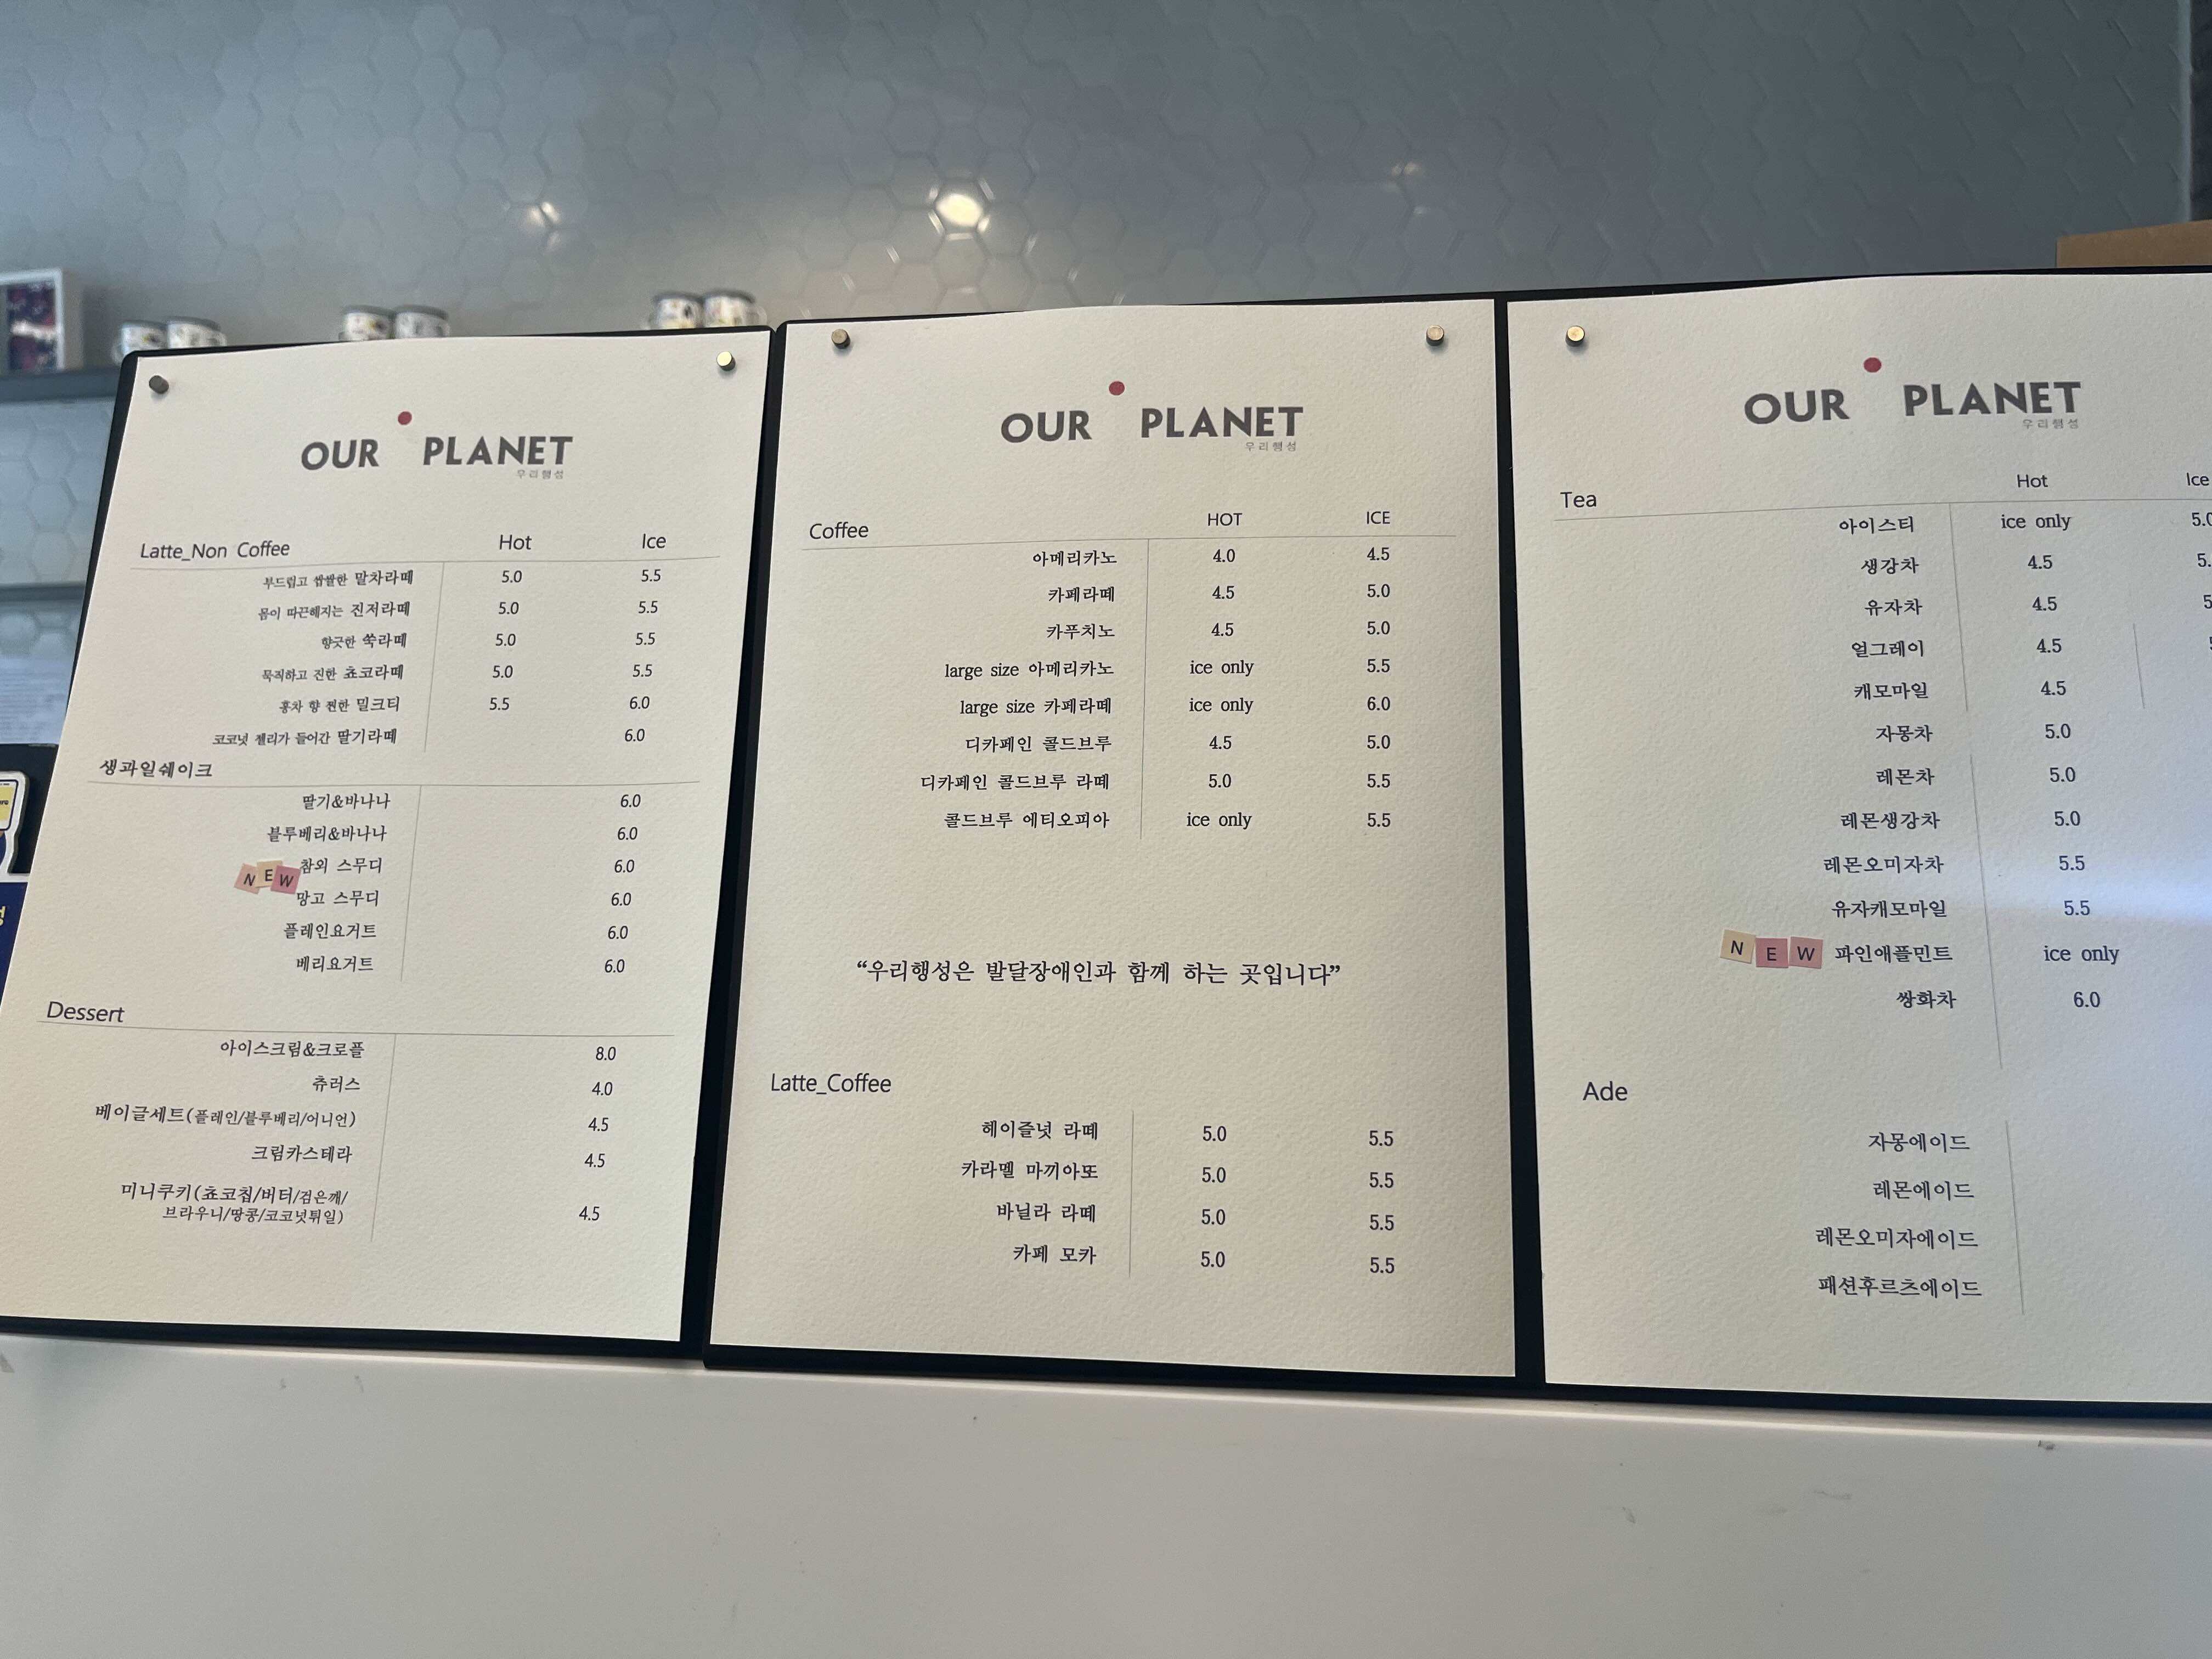 OUR PLANET
우리행성
Latte_Non Coffee Hot Ice
부드럽고 쌉쌀한 말차라떼 5.0 5.5
몸이 따끈해지는 진저라떼 5.0 5.5
향긋한 쑥라떼 5.0 5.5
묵직하고 진한 쵸코라떼 5.0 5.5
홍차 향 찐한 밀크티 5.5 6.0
코코넛 젤리가 들어간 딸기라떼 6.0
생과일쉐이크
딸기&바나나 6.0
블루베리&바나나 6.0
참외 스무디 6.0
NEW
망고 스무디 6.0
플레인요거트 6.0
베리요거트 6.0
Dessert
아이스크림&크로플 8.0
츄러스 4.0
베이글세트(플레인/블루베리/어니언) 4.5
크림카스테라 4.5
미니쿠키(쵸코칩/버터/검은깨/
브라우니/땅콩/코코넛튀일) 4.5
OUR PLANET
우리행성
Coffee HOT ICE
아메리카노 4.0 4.5
카페라떼 4.5 5.0
카푸치노 4.5 5.0
large size 아메리카노 ice only 5.5
large size 카페라떼 ice only 6.0
디카페인 콜드브루 4.5 5.0
디카페인 콜드브루 라떼 5.0 5.5
콜드브루 에티오피아 ice only 5.5
“우리행성은 발달장애인과 함께 하는 곳입니다”
Latte_Coffee
헤이즐넛 라떼 5.0 5.5
카라멜 마끼아또 5.0 5.5
바닐라 라떼 5.0 5.5
카페 모카 5.0 5.5
OUR PLANET
우리행성
Tea Hot Ice
아이스티 ice only 5.0
생강차 4.5
유자차 4.5
얼그레이 4.5
캐모마일 4.5
자몽차 5.0
레몬차 5.0
레몬생강차 5.0
레몬오미자차 5.5
유자캐모마일 5.5
NEW 파인애플민트 ice only
쌍화차 6.0
Ade
자몽에이드
레몬에이드
레몬오미자에이드
패션후르츠에이드